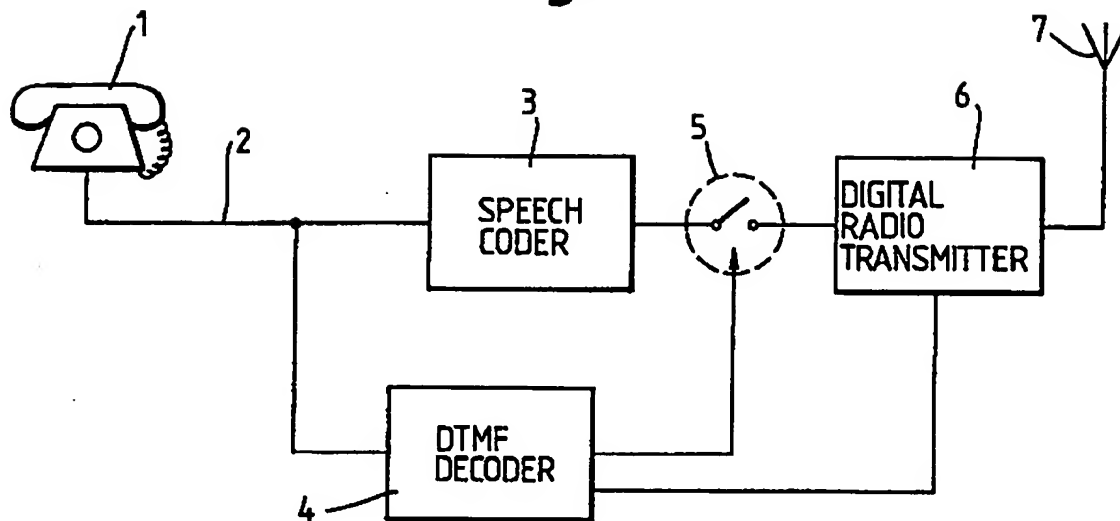 1
2
3
SPEECH
CODER
5
6
DIGITAL
RADIO
TRANSMITTER
7
DTMF
DECODER
4